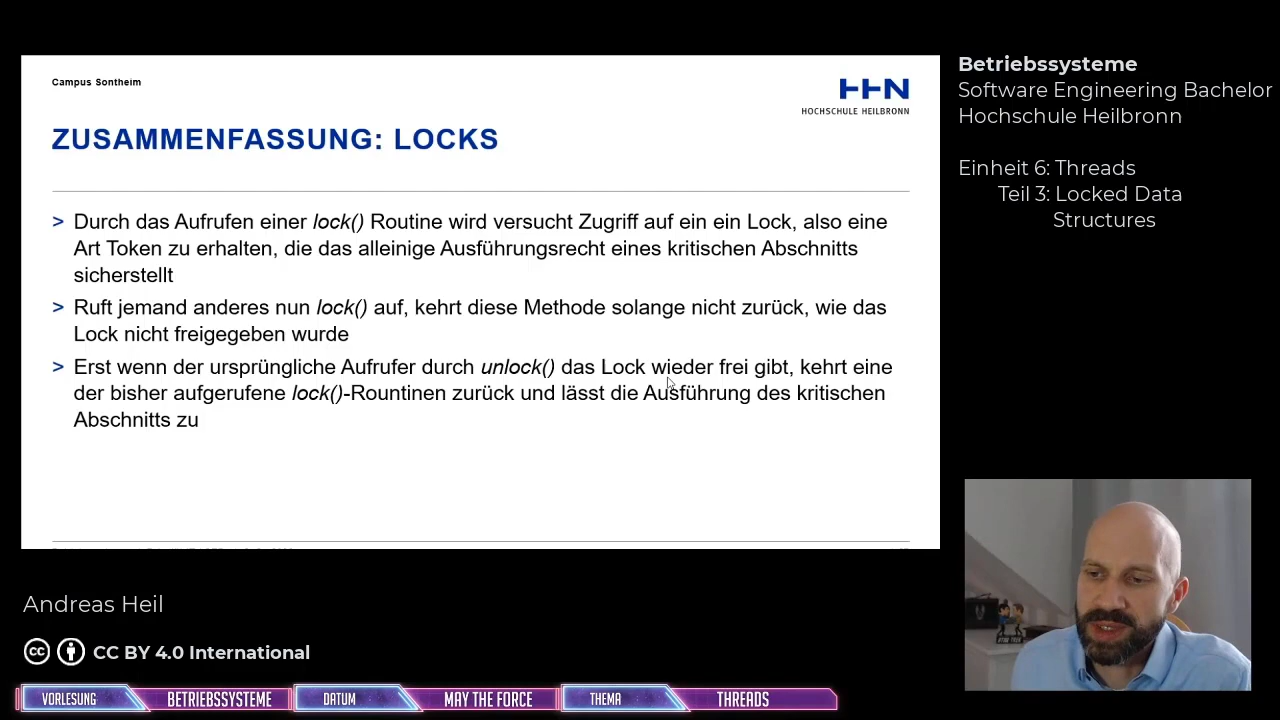 Campus Sontheim
HHN
HOCHSCHULE HEILBRONN
ZUSAMMENFASSUNG: LOCKS
> Durch das Aufrufen einer lock() Routine wird versucht Zugriff auf ein ein Lock, also eine
Art Token zu erhalten, die das alleinige Ausführungsrecht eines kritischen Abschnitts
sicherstellt
> Ruft jemand anderes nun lock() auf, kehrt diese Methode solange nicht zurück, wie das
Lock nicht freigegeben wurde
> Erst wenn der ursprüngliche Aufrufer durch unlock() das Lock wieder frei gibt, kehrt eine
der bisher aufgerufene lock()-Rountinen zurück und lässt die Ausführung des kritischen
Abschnitts zu
Betriebssysteme
Software Engineering Bachelor
Hochschule Heilbronn
Einheit 6: Threads
Teil 3: Locked Data
Structures
Andreas Heil
cc CC BY 4.0 International
VORLESUNG BETRIEBSSYSTEME DATUM MAY THE FORCE THEMA THREADS